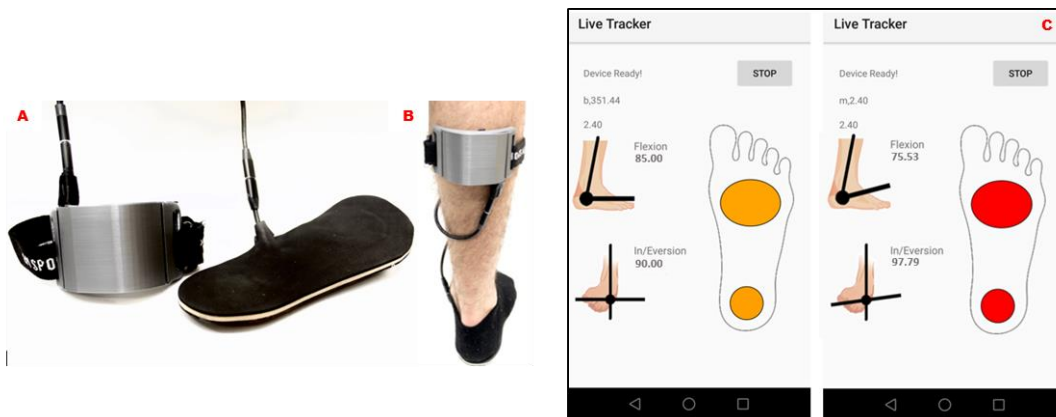 A
SPO
B
Live Tracker
Device Ready!
STOP
b,351.44
2.40
Flexion
85.00
In/Eversion
90.00
Live Tracker
C
Device Ready!
STOP
m,2.40
2.40
Flexion
75.53
In/Eversion
97.79